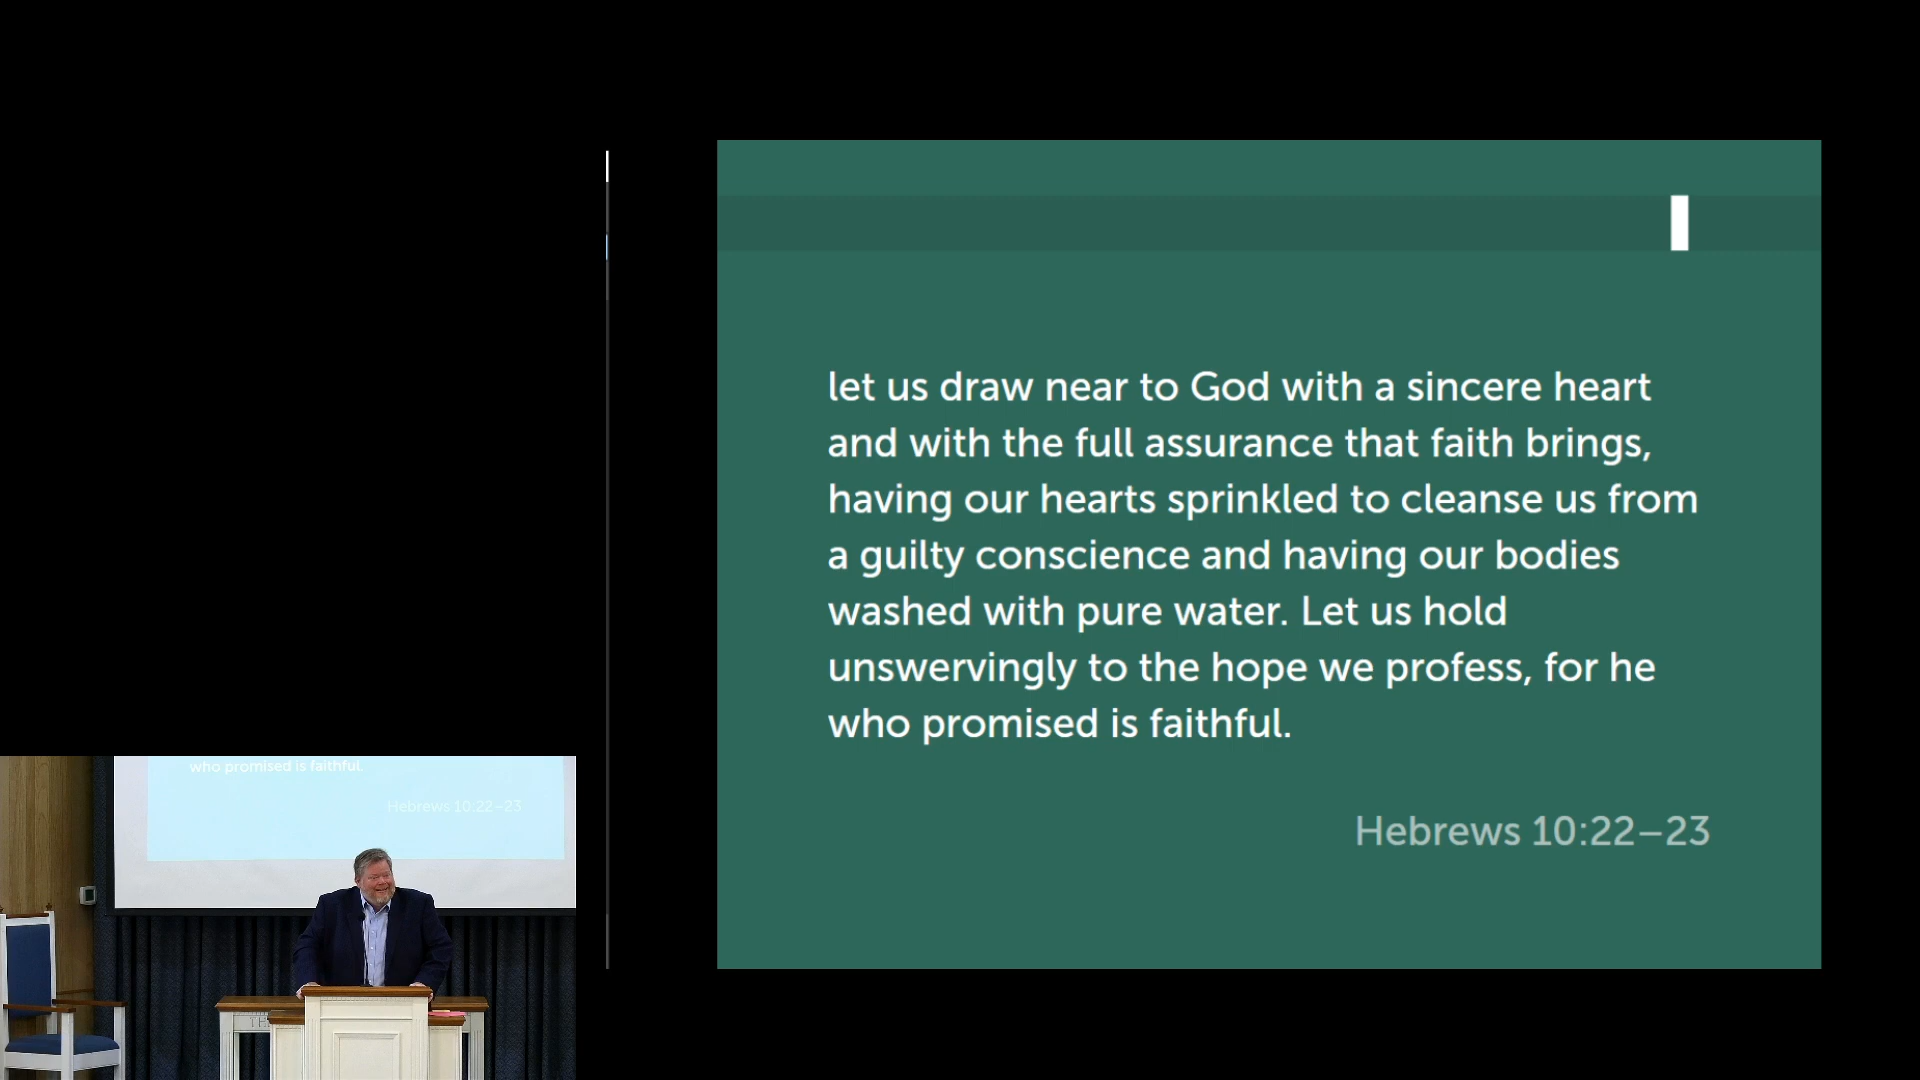 let us draw near to God with a sincere heart
and with the full assurance that faith brings,
having our hearts sprinkled to cleanse us from
a guilty conscience and having our bodies
washed with pure water. Let us hold
unswervingly to the hope we profess, for he
who promised is faithful.
Hebrews 10:22–23
who promised is faithful.
Hebrews 10:22–23